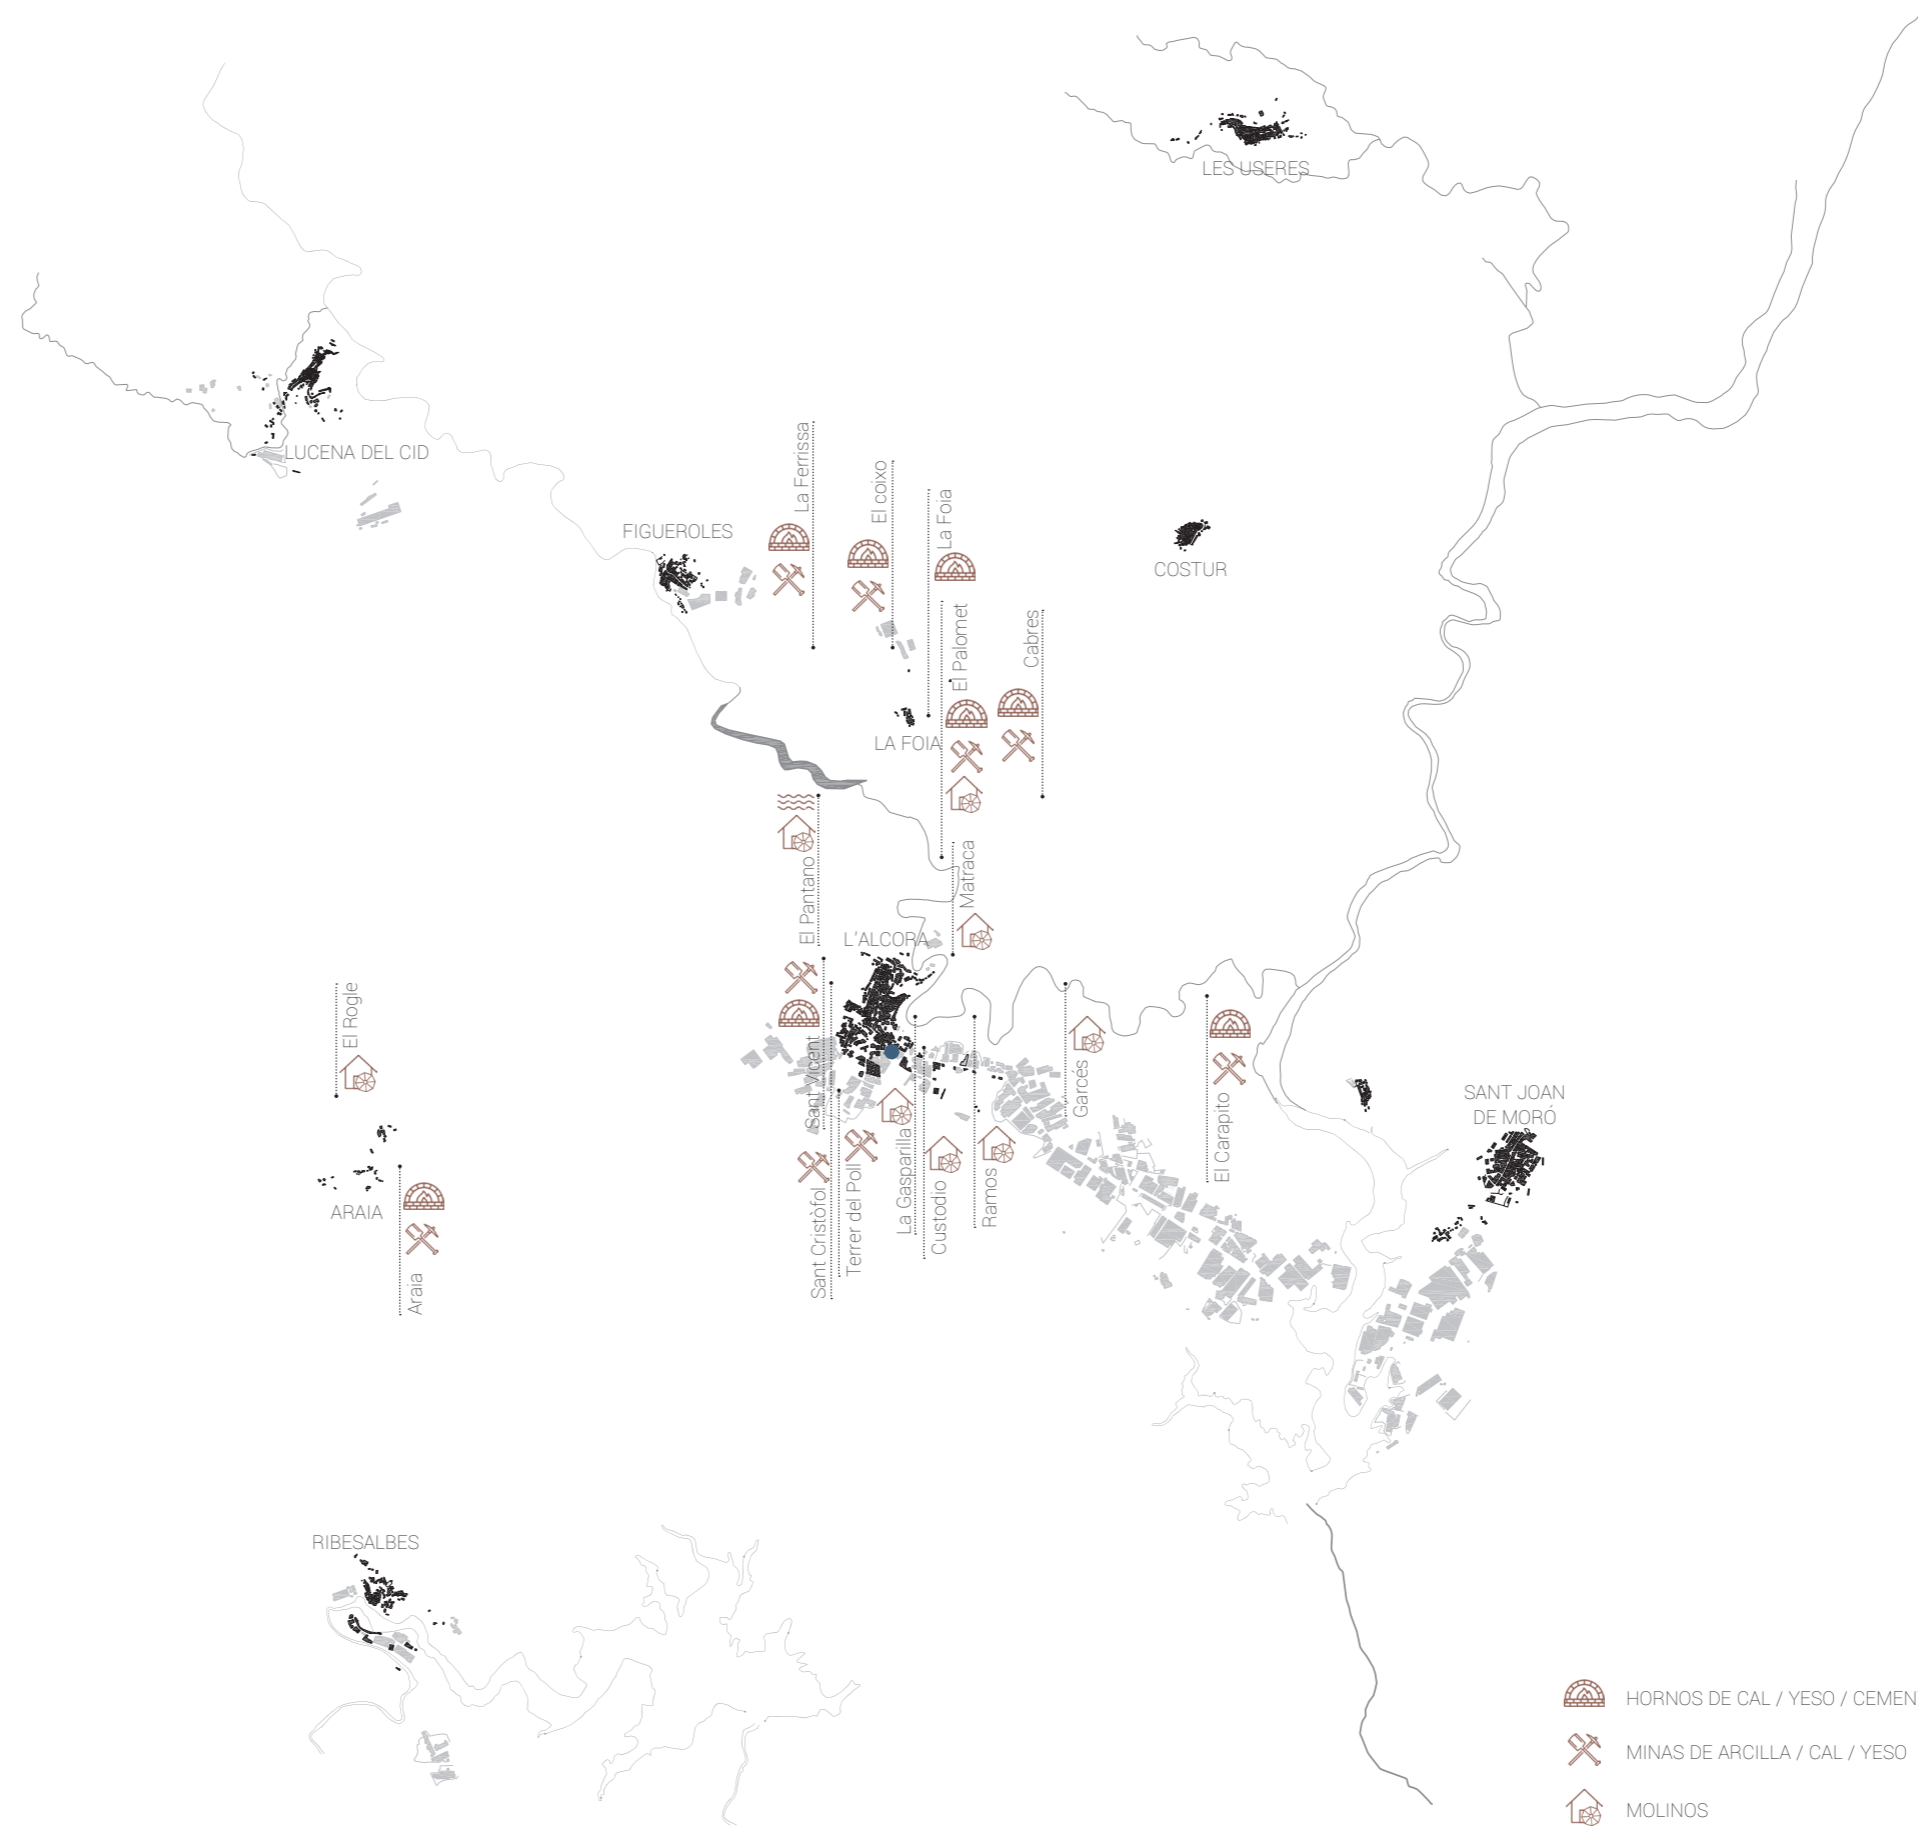 LES USERES
LUCENA DEL CID
La Ferrissa
El coixo
La Foia
FIGUEROLES
COSTUR
El Palomet
Cabres
LA FOIA
El Pantano
Matraca
L'ALCORA
El Rogle
Sant Vicent
Garcés
El Carapito
SANT JOAN
DE MORÓ
Sant Cristòfol
Terrer del Poll
La Gasparilla
Custodio
Ramos
ARAIA
Araia
RIBESALBES
HORNOS DE CAL / YESO / CEMEN
MINAS DE ARCILLA / CAL / YESO
MOLINOS